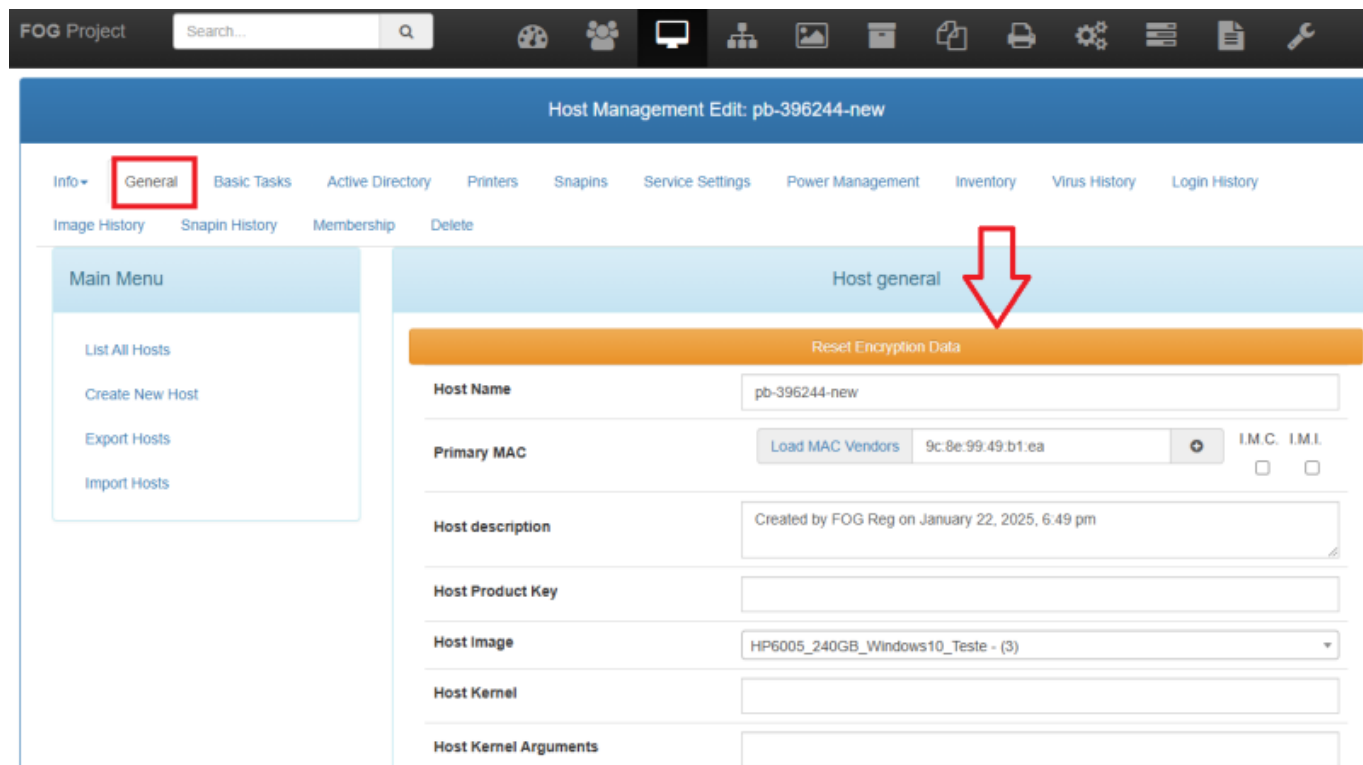 FOG Project Search...
Host Management Edit: pb-396244-new
Info General Basic Tasks Active Directory Printers Snapins Service Settings Power Management Inventory Virus History Login History
Image History Snapin History Membership Delete
Main Menu
List All Hosts
Create New Host
Export Hosts
Import Hosts
Host general
Reset Encryption Data
Host Name pb-396244-new
Primary MAC Load MAC Vendors 9c:8e:99:49:b1:ea I.M.C. I.M.I.
Host description Created by FOG Reg on January 22, 2025, 6:49 pm
Host Product Key
Host Image HP6005_240GB_Windows10_Teste - (3)
Host Kernel
Host Kernel Arguments